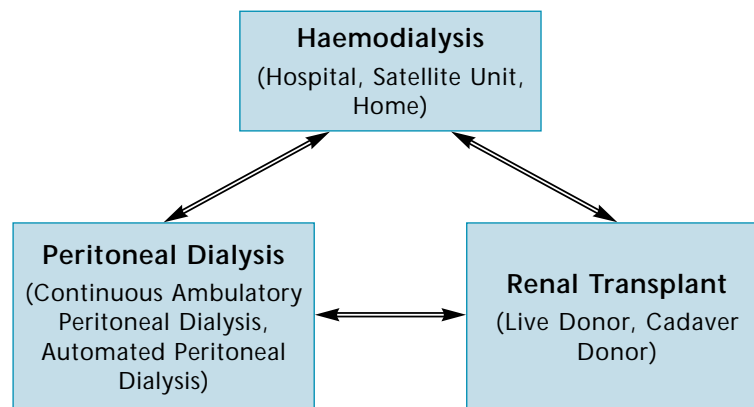 Haemodialysis
(Hospital, Satellite Unit,
Home)
Peritoneal Dialysis
(Continuous Ambulatory
Peritoneal Dialysis,
Automated Peritoneal
Dialysis)
Renal Transplant
(Live Donor, Cadaver
Donor)